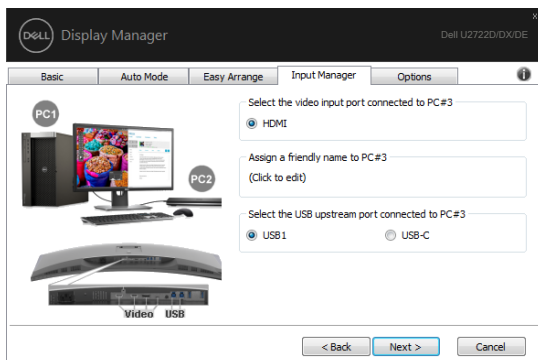 DELL Display Manager
Dell U2722D/DX/DE
Basic Auto Mode Easy Arrange Input Manager Options
PC1
PC2
Video USB
Select the video input port connected to PC#3
HDMI
Assign a friendly name to PC#3
(Click to edit)
Select the USB upstream port connected to PC#3
USB1 USB-C
< Back Next > Cancel